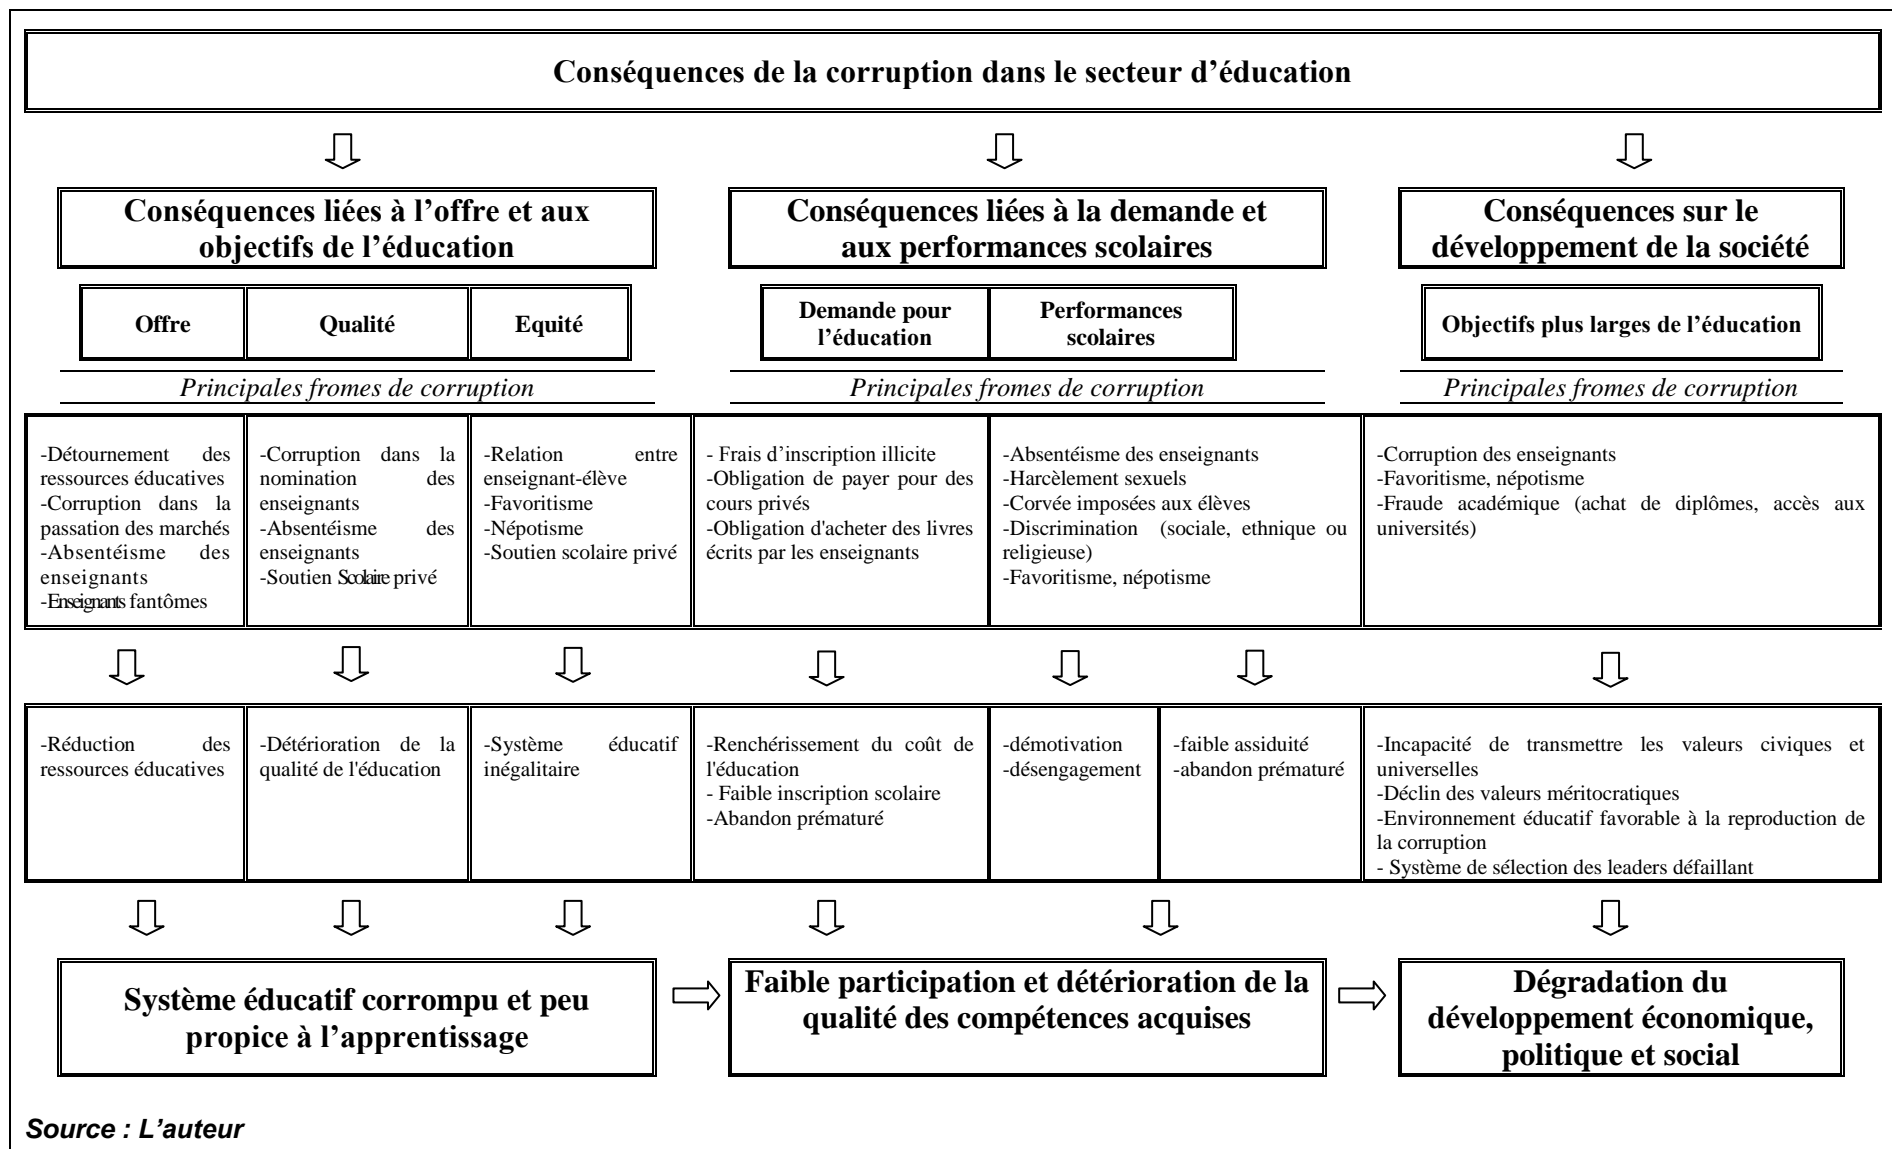 Conséquences de la corruption dans le secteur d’éducation
Conséquences liées à l’offre et aux
objectifs de l’éducation
Conséquences liées à la demande et
aux performances scolaires
Conséquences sur le
développement de la société
Offre
Qualité
Equité
Demande pour
l’éducation
Performances
scolaires
Objectifs plus larges de l’éducation
Principales fromes de corruption
Principales fromes de corruption
Principales fromes de corruption
-Détournement des
ressources éducatives
-Corruption dans la
passation des marchés
-Absentéisme des
enseignants
-Enseignants fantômes
-Corruption dans la
nomination des
enseignants
-Absentéisme des
enseignants
-Soutien Scolaire privé
-Relation entre
enseignant-élève
-Favoritisme
-Népotisme
-Soutien scolaire privé
- Frais d’inscription illicite
-Obligation de payer pour des
cours privés
-Obligation d'acheter des livres
écrits par les enseignants
-Absentéisme des enseignants
-Harcèlement sexuels
-Corvée imposées aux élèves
-Discrimination (sociale, ethnique ou
religieuse)
-Favoritisme, népotisme
-Corruption des enseignants
-Favoritisme, népotisme
-Fraude académique (achat de diplômes, accès aux
universités)
-Réduction des
ressources éducatives
-Détérioration de la
qualité de l'éducation
-Système éducatif
inégalitaire
-Renchérissement du coût de
l'éducation
- Faible inscription scolaire
-Abandon prématuré
-démotivation
-désengagement
-faible assiduité
-abandon prématuré
-Incapacité de transmettre les valeurs civiques et
universelles
-Déclin des valeurs méritocratiques
-Environnement éducatif favorable à la reproduction de
la corruption
- Système de sélection des leaders défaillant
Système éducatif corrompu et peu
propice à l’apprentissage
Faible participation et détérioration de la
qualité des compétences acquises
Dégradation du
développement économique,
politique et social
Source : L’auteur